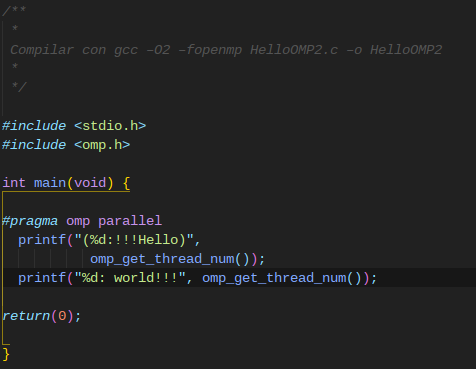 /**
*
Compilar con gcc –O2 –fopenmp HelloOMP2.c –o HelloOMP2
*
*/
#include <stdio.h>
#include <omp.h>
int main(void) {
#pragma omp parallel
printf("(%d:!!!Hello)",
omp_get_thread_num());
printf("%d: world!!!", omp_get_thread_num());
return(0);
}